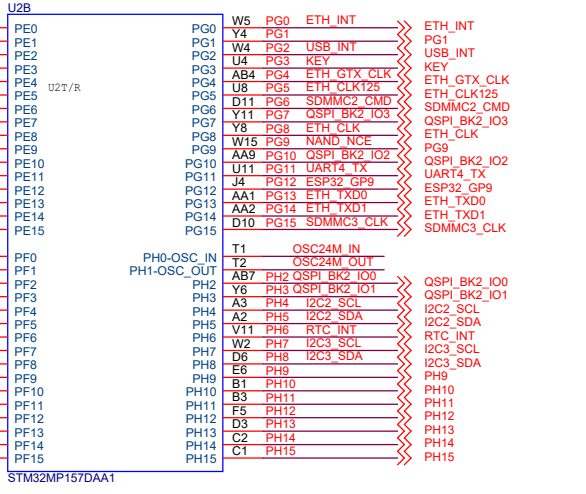 U2B
PE0 PG0 W5 PG0 ETH_INT ETH_INT
PE1 PG1 Y4 PG1 PG1
PE2 PG2 W4 PG2 USB_INT USB_INT
PE3 PG3 U4 PG3 KEY KEY
PE4 U2T/R PG4 AB4 PG4 ETH_GTX_CLK ETH_GTX_CLK
PE5 PG5 U8 PG5 ETH_CLK125 ETH_CLK125
PE6 PG6 D11 PG6 SDMMC2_CMD SDMMC2_CMD
PE7 PG7 Y11 PG7 QSPI_BK2_IO3 QSPI_BK2_IO3
PE8 PG8 Y8 PG8 ETH_CLK ETH_CLK
PE9 PG9 W15 PG9 NAND_NCE PG9
PE10 PG10 AA9 PG10 QSPI_BK2_IO2 QSPI_BK2_IO2
PE11 PG11 U11 PG11 UART4_TX UART4_TX
PE12 PG12 J4 PG12 ESP32_GP9 ESP32_GP9
PE13 PG13 AA1 PG13 ETH_TXD0 ETH_TXD0
PE14 PG14 AA2 PG14 ETH_TXD1 ETH_TXD1
PE15 PG15 D10 PG15 SDMMC3_CLK SDMMC3_CLK
PF0 PH0-OSC_IN T1 OSC24M_IN
PF1 PH1-OSC_OUT T2 OSC24M_OUT
PF2 PH2 AB7 PH2 QSPI_BK2_IO0 QSPI_BK2_IO0
PF3 PH3 Y6 PH3 QSPI_BK2_IO1 QSPI_BK2_IO1
PF4 PH4 A3 PH4 I2C2_SCL I2C2_SCL
PF5 PH5 A2 PH5 I2C2_SDA I2C2_SDA
PF6 PH6 V11 PH6 RTC_INT RTC_INT
PF7 PH7 W2 PH7 I2C3_SCL I2C3_SCL
PF8 PH8 D6 PH8 I2C3_SDA I2C3_SDA
PF9 PH9 E6 PH9 PH9
PF10 PH10 B1 PH10 PH10
PF11 PH11 B3 PH11 PH11
PF12 PH12 F5 PH12 PH12
PF13 PH13 D3 PH13 PH13
PF14 PH14 C2 PH14 PH14
PF15 PH15 C1 PH15 PH15
STM32MP157DAA1